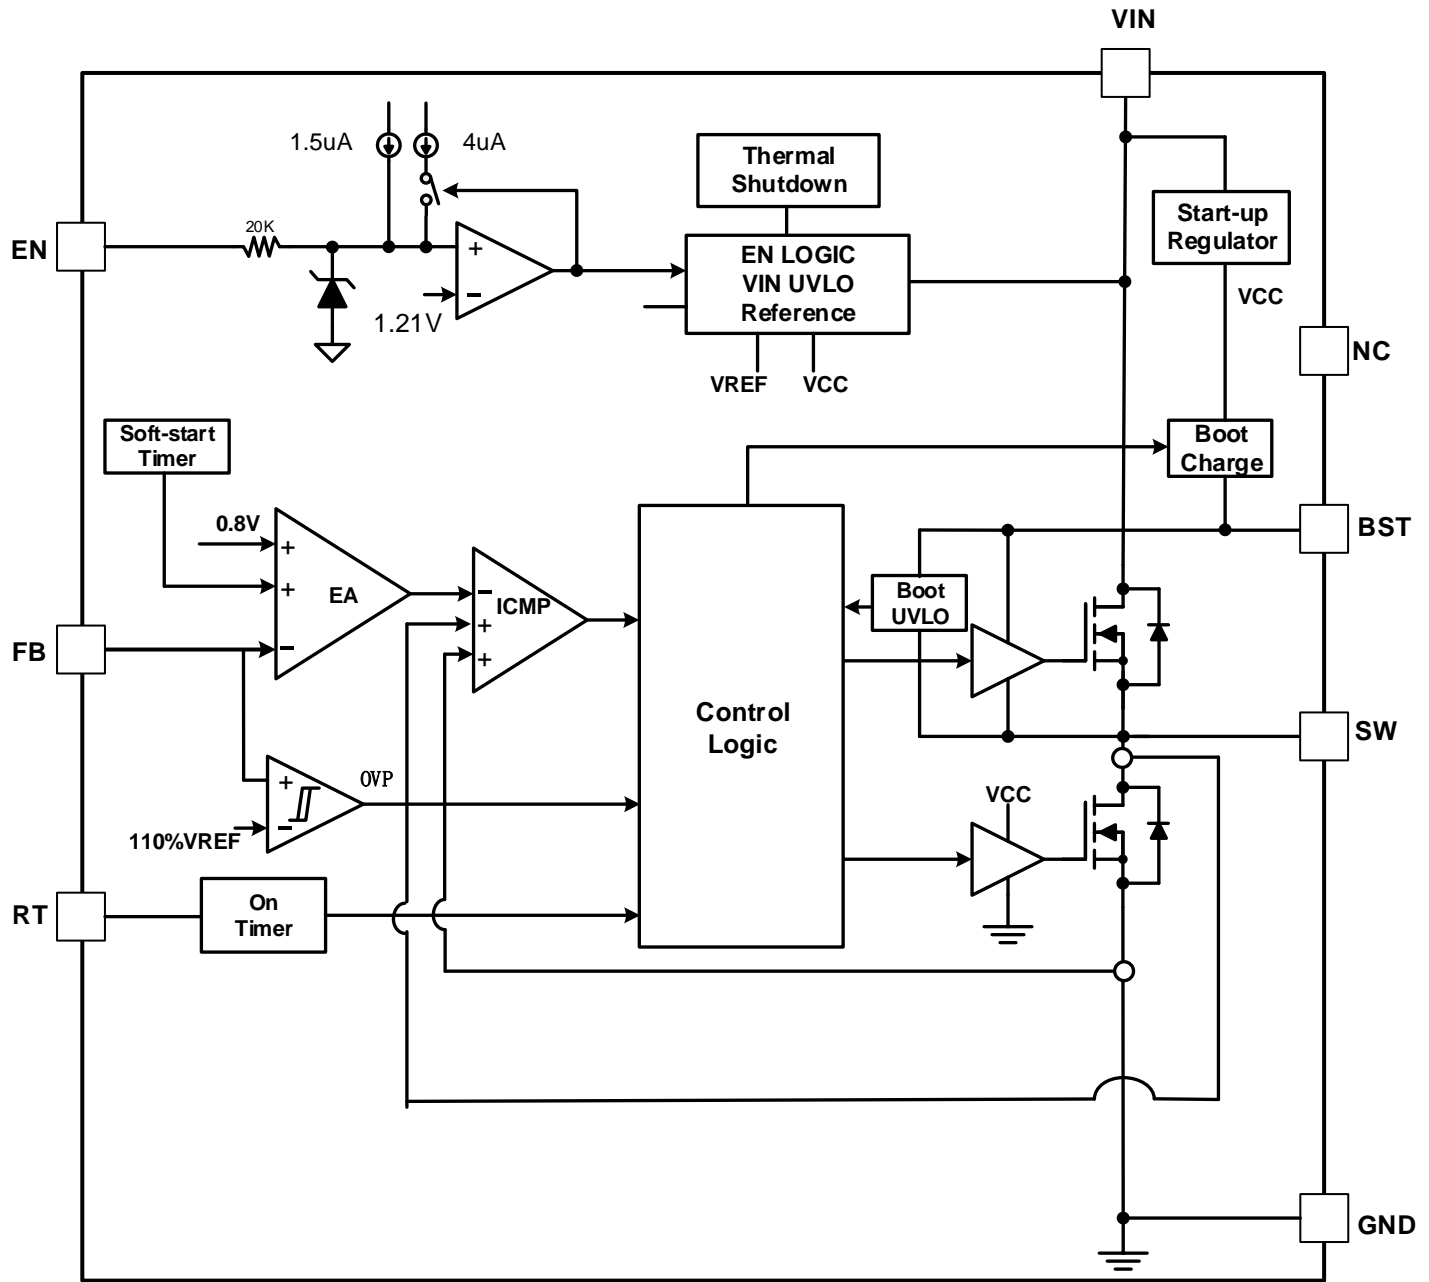 VIN
1.5uA
4uA
Thermal
Shutdown
20K
EN
Start-up
Regulator
EN LOGIC
VIN UVLO
Reference
1.21V
VCC
NC
VREF
VCC
Soft-start
Timer
Boot
Charge
0.8V
BST
EA
ICMP
Boot
UVLO
FB
Control
Logic
SW
OVP
VCC
110%VREF
RT
On
Timer
GND